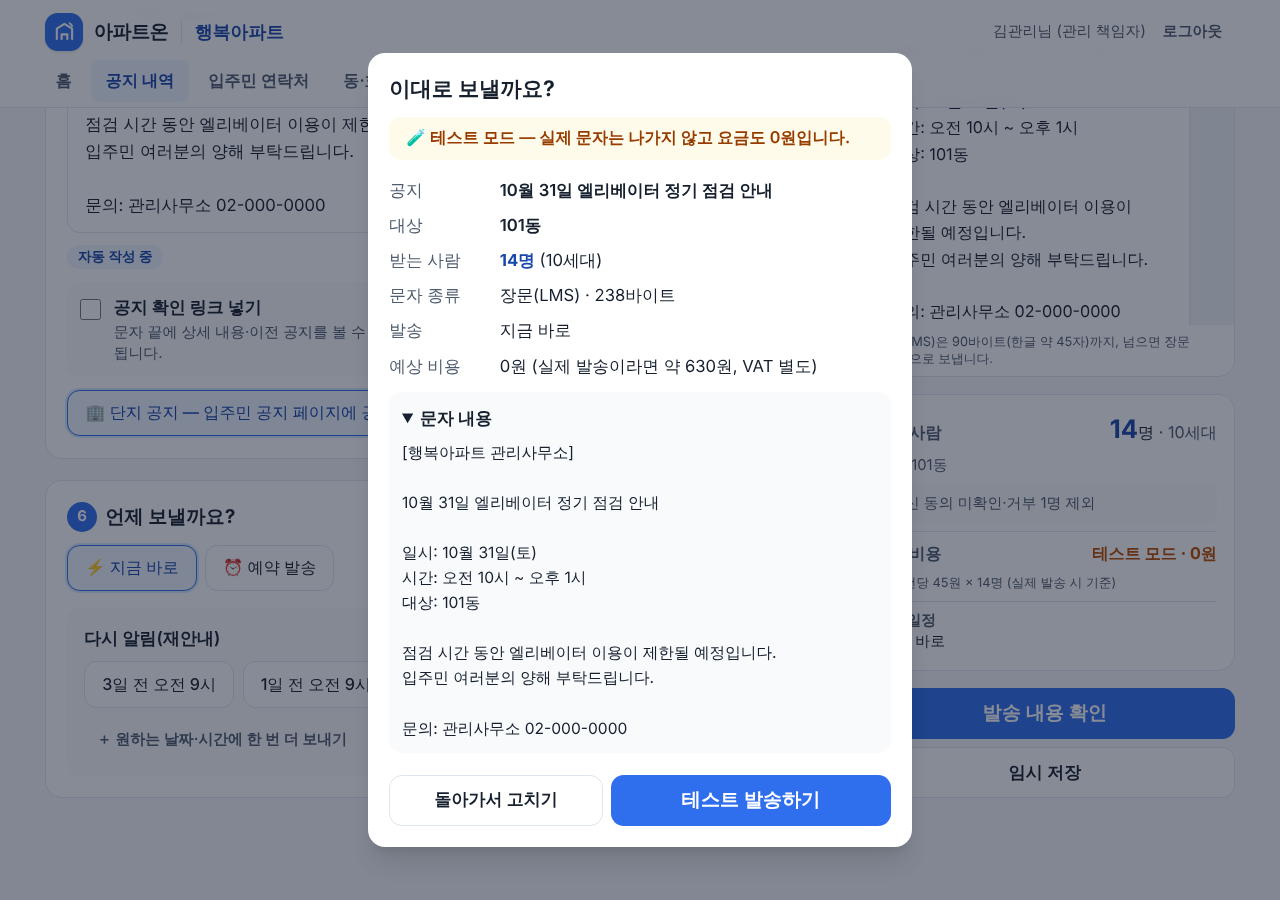 아파트온 행복아파트
김관리님 (관리 책임자) 로그아웃
홈 공지 내역 입주민 연락처
점검 시간 동안 엘리베이터 이용이
입주민 여러분의 양해 부탁드립니다.
문의: 관리사무소 02-000-0000
자동 작성 중
공지 확인 링크 넣기
문자 끝에 상세 내용·이전 공지를 볼 수
됩니다.
🏢 단지 공지 — 입주민 공지 페이지에
6 언제 보낼까요?
⚡ 지금 바로 ⏰ 예약 발송
다시 알림(재안내)
3일 전 오전 9시 1일 전 오전 9시
+ 원하는 날짜·시간에 한 번 더 보내기
이대로 보낼까요?
🧪 테스트 모드 — 실제 문자는 나가지 않고 요금도 0원입니다.
공지 10월 31일 엘리베이터 정기 점검 안내
대상 101동
받는 사람 14명 (10세대)
문자 종류 장문(LMS) · 238바이트
발송 지금 바로
예상 비용 0원 (실제 발송이라면 약 630원, VAT 별도)
▼ 문자 내용
[행복아파트 관리사무소]
10월 31일 엘리베이터 정기 점검 안내
일시: 10월 31일(토)
시간: 오전 10시 ~ 오후 1시
대상: 101동
점검 시간 동안 엘리베이터 이용이 제한될 예정입니다.
입주민 여러분의 양해 부탁드립니다.
문의: 관리사무소 02-000-0000
돌아가서 고치기 테스트 발송하기
: 오전 10시 ~ 오후 1시
: 101동
시간 동안 엘리베이터 이용이
될 예정입니다.
여러분의 양해 부탁드립니다.
: 관리사무소 02-000-0000
MS)은 90바이트(한글 약 45자)까지, 넘으면 장문
으로 보냅니다.
사람 14명 · 10세대
101동
동의 미확인·거부 1명 제외
비용 테스트 모드 · 0원
당 45원 × 14명 (실제 발송 시 기준)
일정
바로
발송 내용 확인
임시 저장